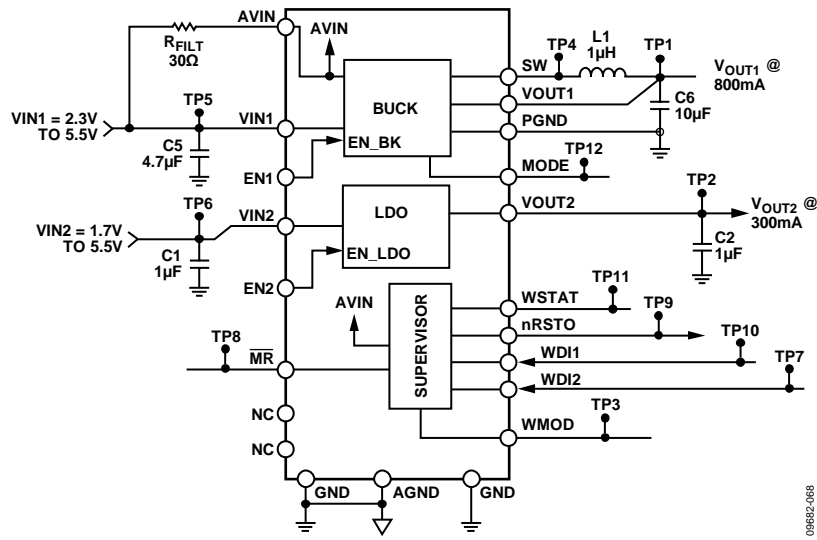 AVIN
RFILT
30Ω
AVIN
L1
1µH
TP4
TP1
SW
VOUT1 @
800mA
BUCK
VOUT1
C6
10µF
VIN1 = 2.3V
TO 5.5V
TP5
VIN1
C5
4.7µF
PGND
EN_BK
EN1
TP12
MODE
TP6
VIN2
LDO
VOUT2
TP2
VOUT2 @
300mA
VIN2 = 1.7V
TO 5.5V
C1
1µF
EN_LDO
C2
1µF
EN2
AVIN
SUPERVISOR
WSTAT
TP11
nRSTO
TP9
TP10
WDI1
TP7
WDI2
TP8
MR
TP3
WMOD
NC
NC
GND
AGND
GND
09682-068